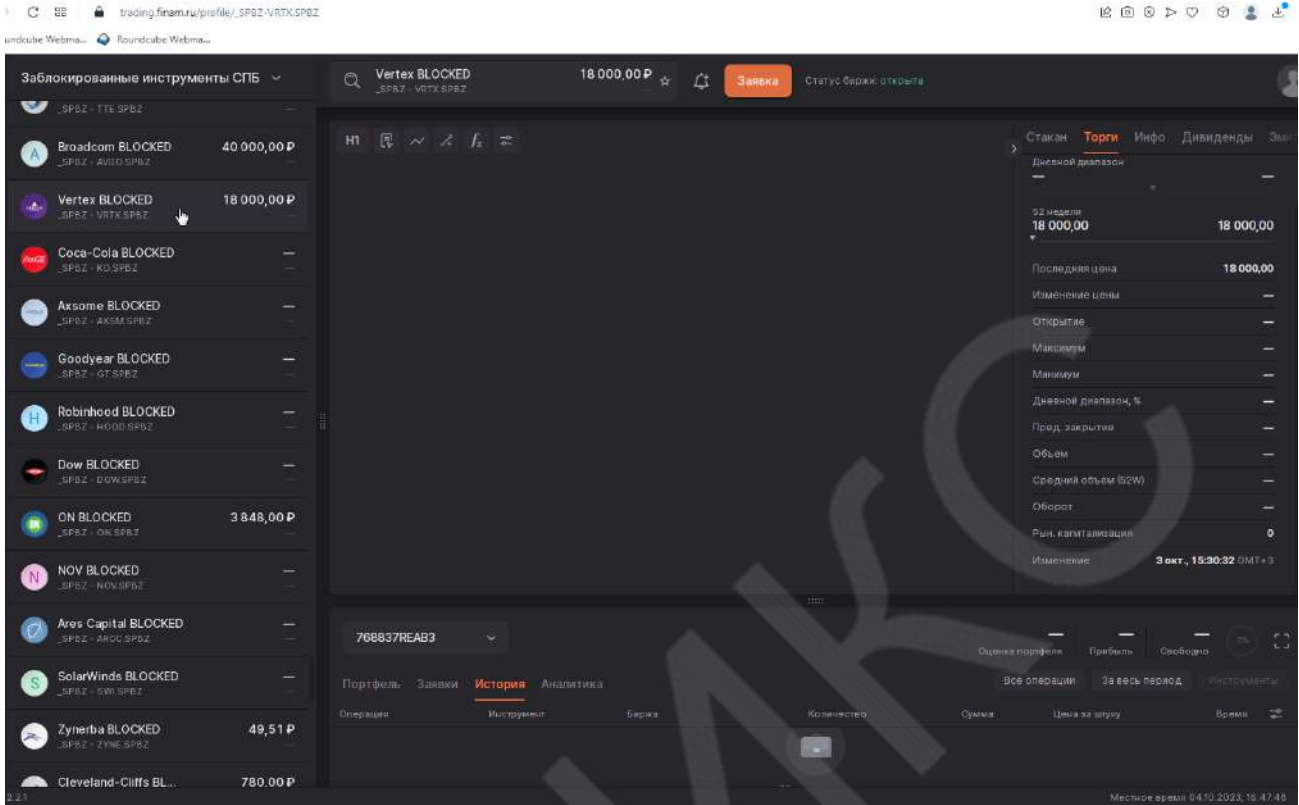 trading.finam.ru/profile/_SPBZ-VRTX.SPBZ
undcube Webma...
Roundcube Webma...
Заблокированные инструменты СПБ
_SPBZ - TTE.SPBZ
Broadcom BLOCKED 40 000,00 ₽
_SPBZ - AVGO.SPBZ
Vertex BLOCKED 18 000,00 ₽
_SPBZ - VRTX.SPBZ
Coca-Cola BLOCKED —
_SPBZ - KO.SPBZ
Axsome BLOCKED —
_SPBZ - AXSM.SPBZ
Goodyear BLOCKED —
_SPBZ - GT.SPBZ
Robinhood BLOCKED —
_SPBZ - HOOD.SPBZ
Dow BLOCKED —
_SPBZ - DOW.SPBZ
ON BLOCKED 3 848,00 ₽
_SPBZ - ON.SPBZ
NOV BLOCKED —
_SPBZ - NOV.SPBZ
Ares Capital BLOCKED —
_SPBZ - ARCC.SPBZ
SolarWinds BLOCKED —
_SPBZ - SWI.SPBZ
Zynerba BLOCKED 49,51 ₽
_SPBZ - ZYNE.SPBZ
Cleveland-Cliffs BL... 780,00 ₽
2.21
Vertex BLOCKED 18 000,00 ₽
_SPBZ - VRTX.SPBZ
Заявка
Статус биржи: открыта
H1
Стакан Торги Инфо Дивиденды
Дневной диапазон
— —
52 недели
18 000,00 18 000,00
Последняя цена 18 000,00
Изменение цены —
Открытие —
Максимум —
Минимум —
Дневной диапазон, % —
Пред. закрытие —
Объем —
Средний объем (52W) —
Оборот —
Рын. капитализация 0
Изменение 3 окт., 15:30:32 GMT+3
768837REAB3
Оценка портфеля — Прибыль — Свободно —
Портфель Заявки История Аналитика
Все операции За весь период Инструменты
Операция Инструмент Биржа Количество Сумма Цена за штуку Время
Местное время 04.10.2023, 16:47:46
ИКС